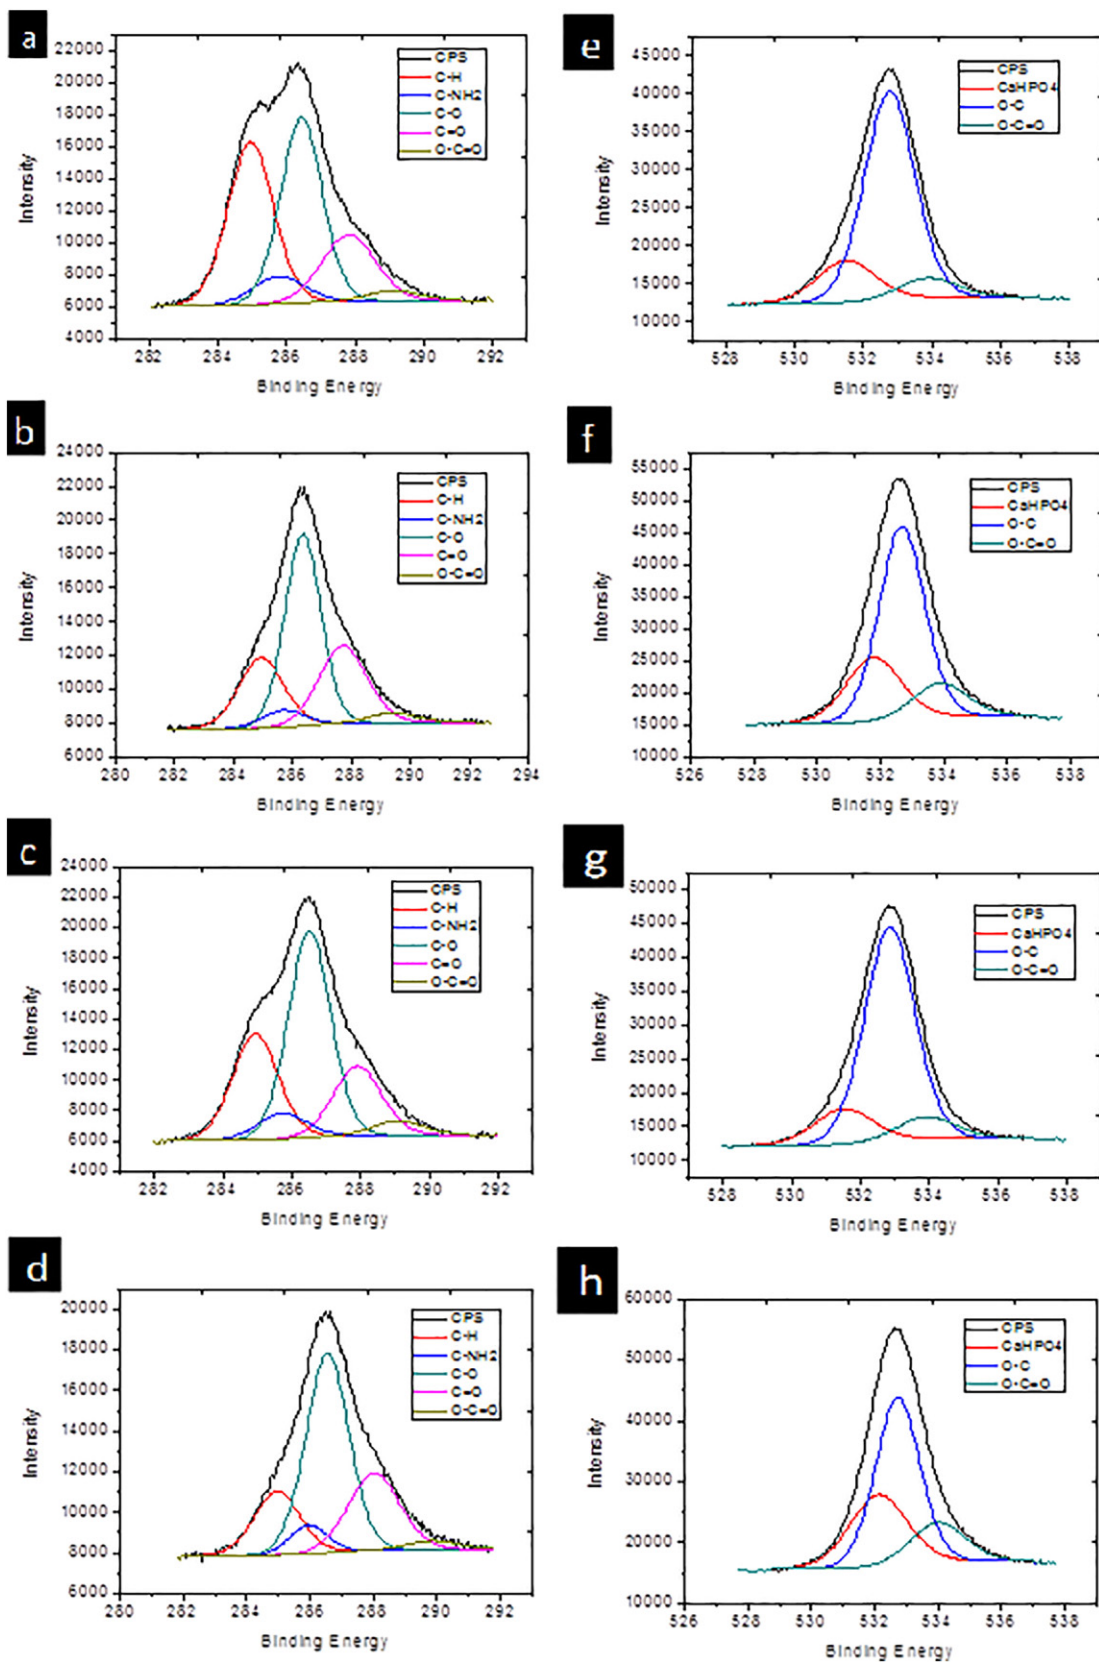 a
22000
20000
18000
16000
14000
12000
10000
8000
6000
4000
Intensity
CPS
C-H
C-NH2
C-O
C=O
O-C=O
282 284 286 288 290 292
Binding Energy
e
45000
40000
35000
30000
25000
20000
15000
10000
Intensity
CPS
CaHPO4
O-C
O-C=O
528 530 532 534 536 538
Binding Energy
b
24000
22000
20000
18000
16000
14000
12000
10000
8000
6000
Intensity
CPS
C-H
C-NH2
C-O
C=O
O-C=O
280 282 284 286 288 290 292 294
Binding Energy
f
55000
50000
45000
40000
35000
30000
25000
20000
15000
10000
Intensity
CPS
CaHPO4
O-C
O-C=O
526 528 530 532 534 536 538
Binding Energy
c
24000
22000
20000
18000
16000
14000
12000
10000
8000
6000
4000
Intensity
CPS
C-H
C-NH2
C-O
C=O
O-C=O
282 284 286 288 290 292
Binding Energy
g
50000
45000
40000
35000
30000
25000
20000
15000
10000
Intensity
CPS
CaHPO4
O-C
O-C=O
528 530 532 534 536 538
Binding Energy
d
20000
18000
16000
14000
12000
10000
8000
6000
Intensity
CPS
C-H
C-NH2
C-O
C=O
O-C=O
280 282 284 286 288 290 292
Binding Energy
h
60000
50000
40000
30000
20000
10000
Intensity
CPS
CaHPO4
O-C
O-C=O
526 528 530 532 534 536 538
Binding Energy